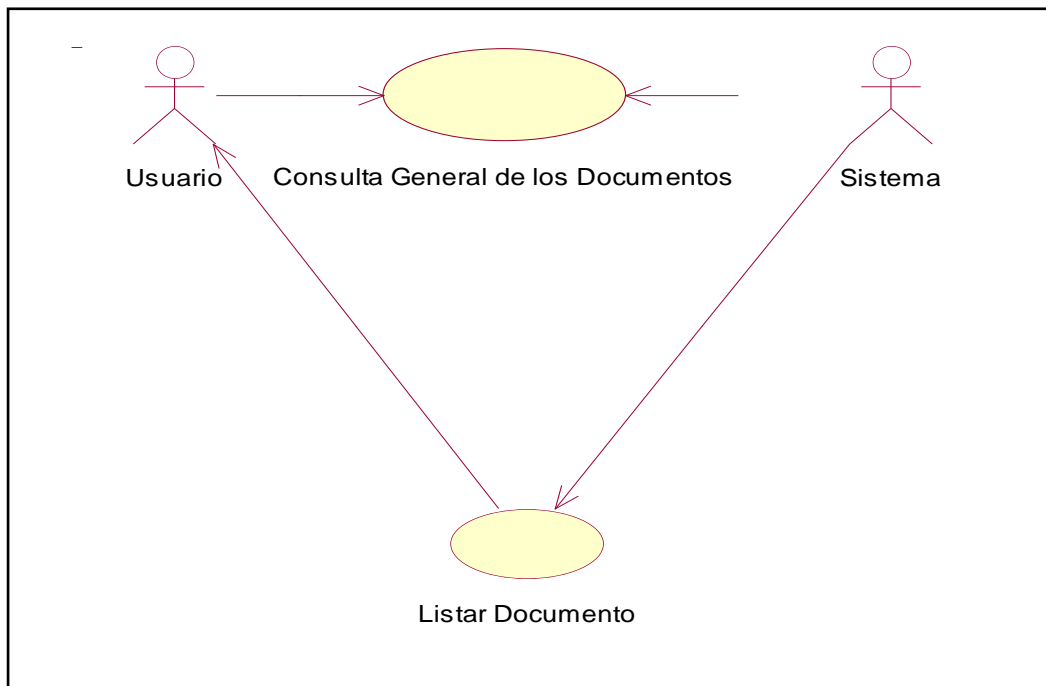 Usuario
Consulta General de los Documentos
Sistema
Listar Documento